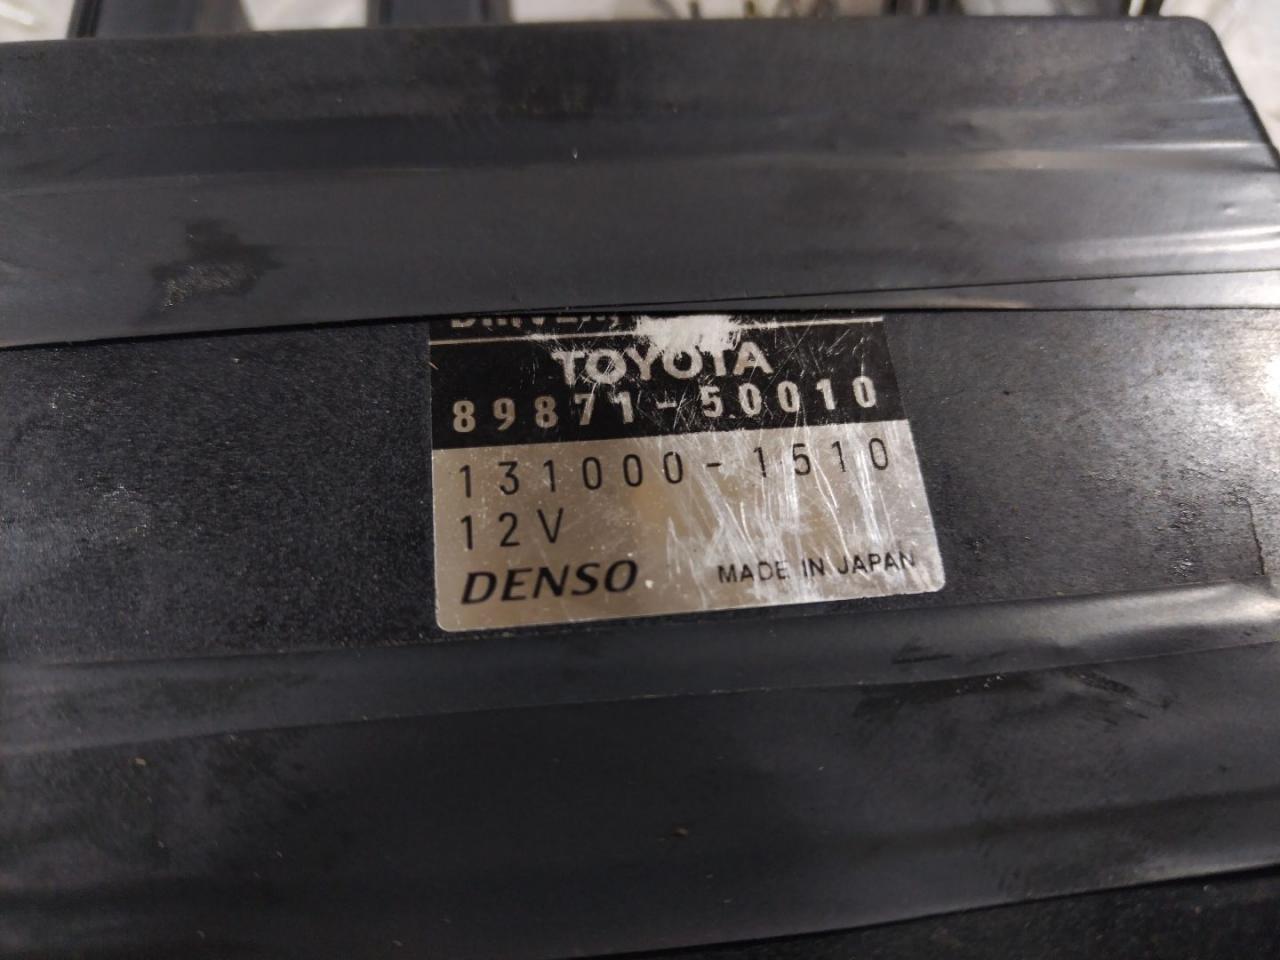 TOYOTA
89871-50010
131000-1510
12V
DENSO MADE IN JAPAN